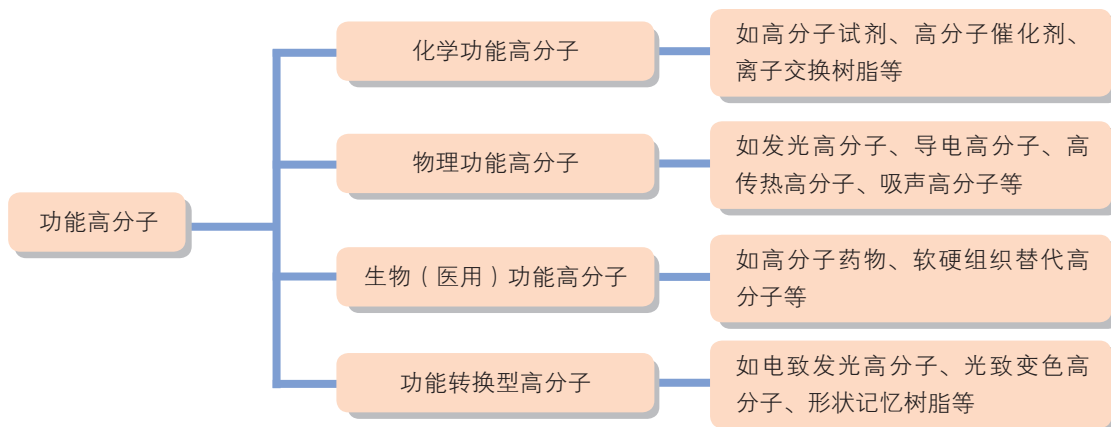 化学功能高分子
如高分子试剂、高分子催化剂、
离子交换树脂等
物理功能高分子
如发光高分子、导电高分子、高
传热高分子、吸声高分子等
功能高分子
生物（医用）功能高分子
如高分子药物、软硬组织替代高
分子等
功能转换型高分子
如电致发光高分子、光致变色高
分子、形状记忆树脂等